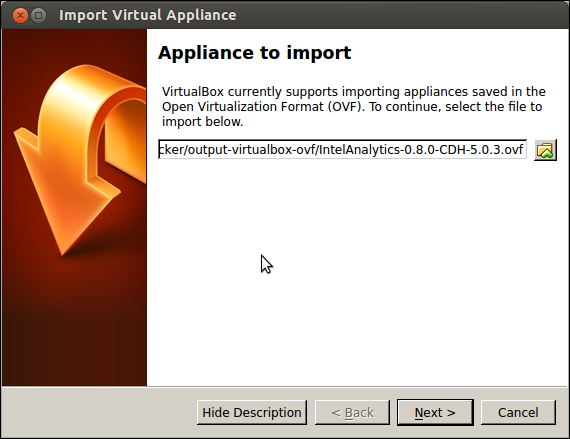 Import Virtual Appliance
Appliance to import
VirtualBox currently supports importing appliances saved in the
Open Virtualization Format (OVF). To continue, select the file to
import below.
cker/output-virtualbox-ovf/IntelAnalytics-0.8.0-CDH-5.0.3.ovf
Hide Description
< Back
Next >
Cancel